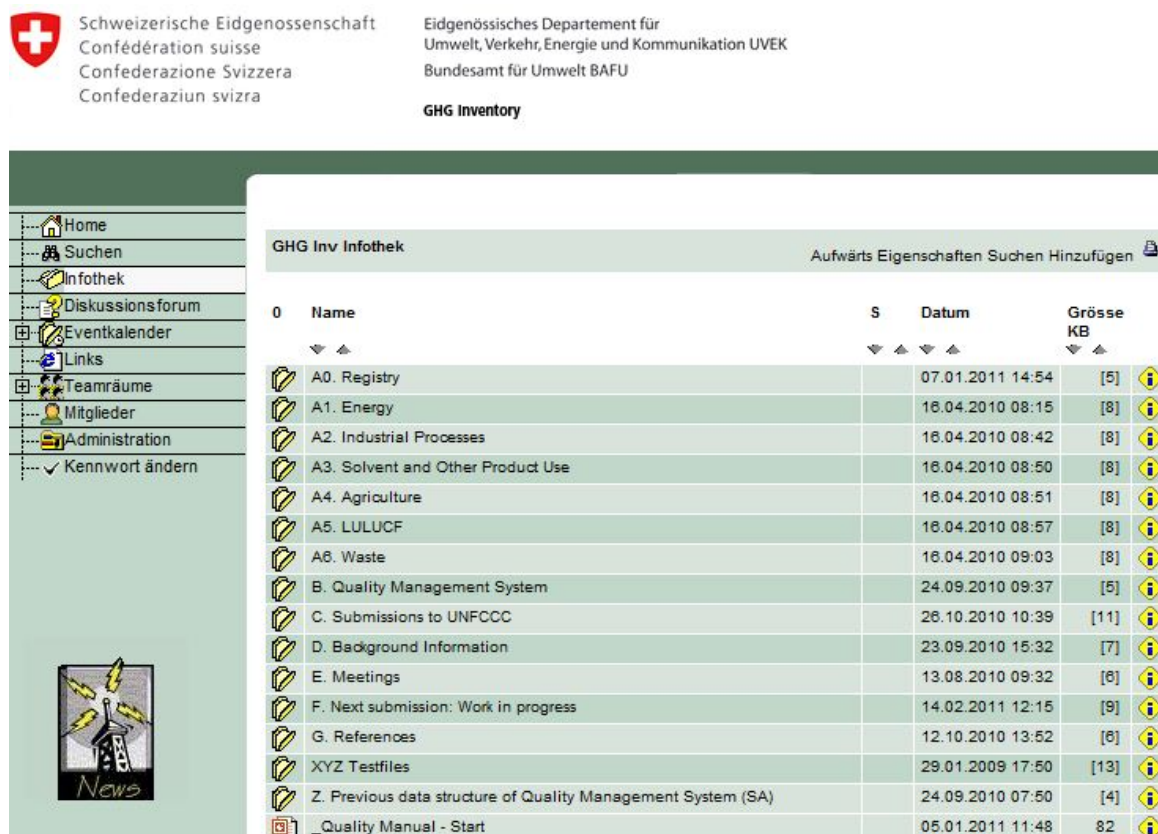 Schweizerische Eidgenossenschaft
Confédération suisse
Confederazione Svizzera
Confederaziun svizra
Eidgenössisches Departement für
Umwelt, Verkehr, Energie und Kommunikation UVEK
Bundesamt für Umwelt BAFU
GHG Inventory
Home
Suchen
Infothek
Diskussionsforum
Eventkalender
Links
Teamräume
Mitglieder
Administration
Kennwort ändern
News
GHG Inv Infothek
Aufwärts Eigenschaften Suchen Hinzufügen
0 Name S Datum Grösse
KB
A0. Registry 07.01.2011 14:54 [5]
A1. Energy 16.04.2010 08:15 [8]
A2. Industrial Processes 16.04.2010 08:42 [8]
A3. Solvent and Other Product Use 16.04.2010 08:50 [8]
A4. Agriculture 16.04.2010 08:51 [8]
A5. LULUCF 16.04.2010 08:57 [8]
A6. Waste 16.04.2010 09:03 [8]
B. Quality Management System 24.09.2010 09:37 [5]
C. Submissions to UNFCCC 26.10.2010 10:39 [11]
D. Background Information 23.09.2010 15:32 [7]
E. Meetings 13.08.2010 09:32 [6]
F. Next submission: Work in progress 14.02.2011 12:15 [9]
G. References 12.10.2010 13:52 [6]
XYZ Testfiles 29.01.2009 17:50 [13]
Z. Previous data structure of Quality Management System (SA) 24.09.2010 07:50 [4]
_Quality Manual - Start 05.01.2011 11:48 82